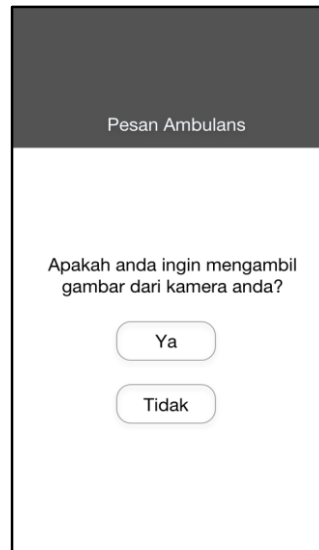 Pesan Ambulans
Apakah anda ingin mengambil
gambar dari kamera anda?
Ya
Tidak